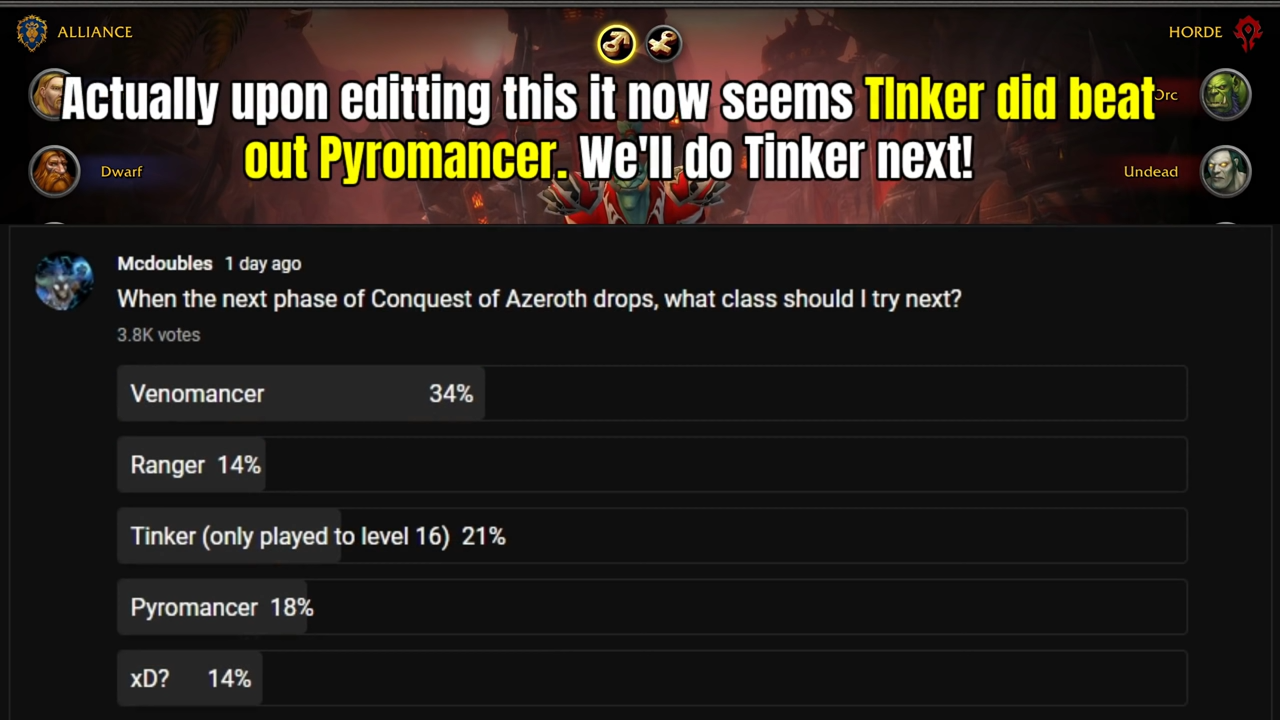 ALLIANCE
HORDE
Actually upon editting this it now seems TInker did beat
out Pyromancer. We'll do Tinker next!
Orc
Dwarf
Undead
Mcdoubles 1 day ago
When the next phase of Conquest of Azeroth drops, what class should I try next?
3.8K votes
Venomancer 34%
Ranger 14%
Tinker (only played to level 16) 21%
Pyromancer 18%
xD? 14%